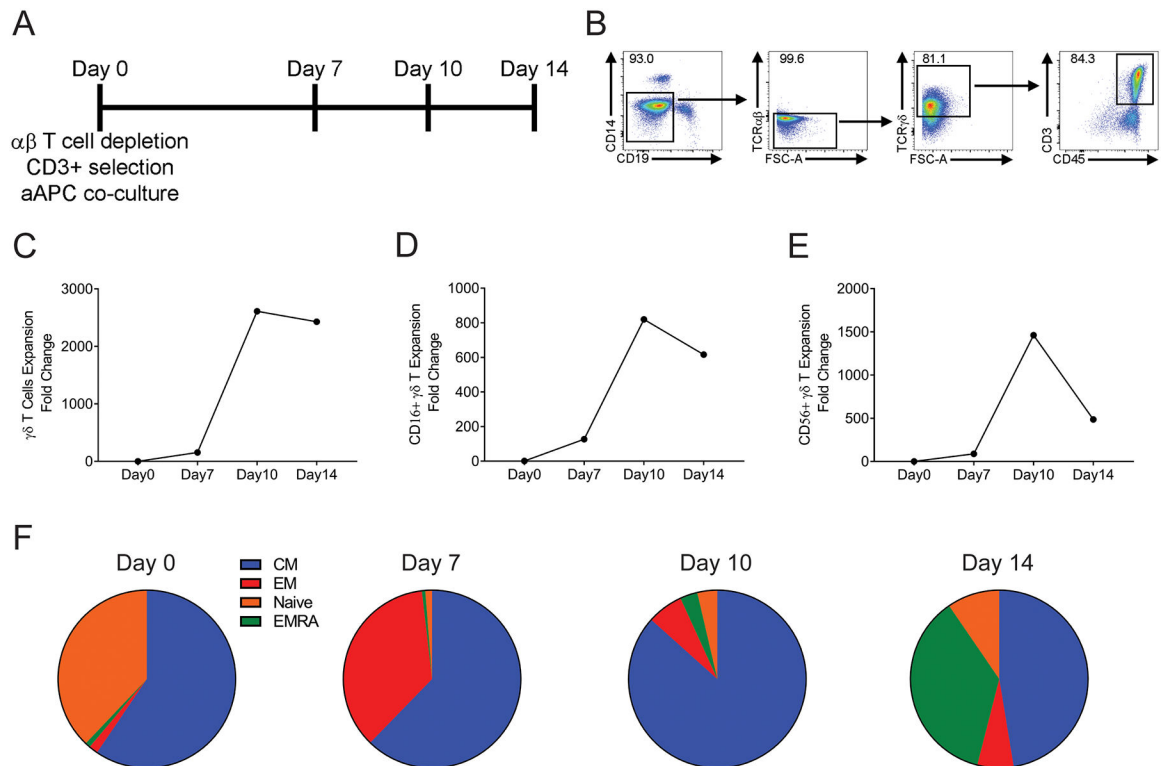 A
Day 0
Day 7
Day 10
Day 14
αβ T cell depletion
CD3+ selection
aAPC co-culture
B
93.0
CD14
CD19
99.6
TCRαβ
FSC-A
81.1
TCRγδ
FSC-A
84.3
CD3
CD45
C
γδ T Cells Expansion
Fold Change
3000
2000
1000
0
Day0
Day7
Day10
Day14
D
CD16+ γδ T Expansion
Fold Change
1000
800
600
400
200
0
Day0
Day7
Day10
Day14
E
CD56+ γδ T Expansion
Fold Change
2000
1500
1000
500
0
Day0
Day7
Day10
Day14
F
Day 0
CM
EM
Naive
EMRA
Day 7
Day 10
Day 14